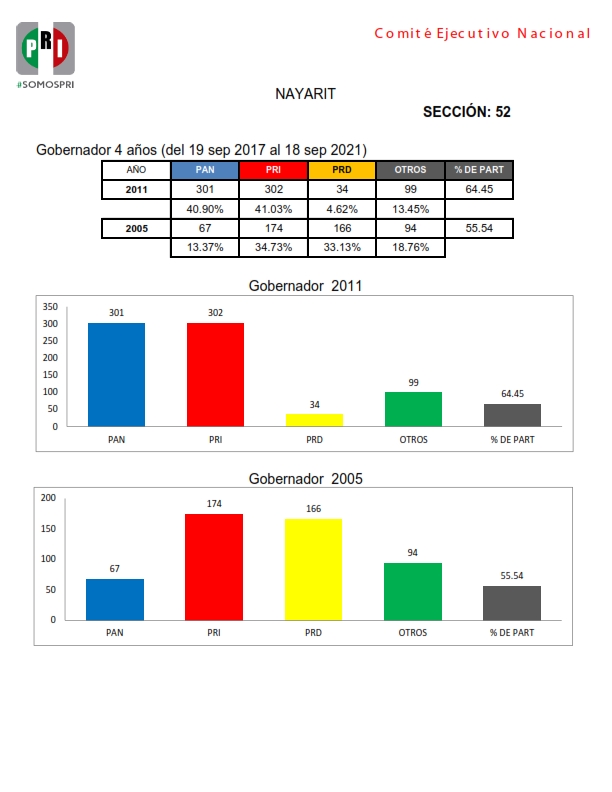 Comité Ejecutivo Nacional
PRI
#SOMOSPRI
NAYARIT
SECCIÓN: 52
Gobernador 4 años (del 19 sep 2017 al 18 sep 2021)
AÑO PAN PRI PRD OTROS % DE PART
2011 301 302 34 99 64.45
40.90% 41.03% 4.62% 13.45%
2005 67 174 166 94 55.54
13.37% 34.73% 33.13% 18.76%
Gobernador 2011
350
300
250
200
150
100
50
0
301 302 34 99 64.45
PAN PRI PRD OTROS % DE PART
Gobernador 2005
200
150
100
50
0
67 174 166 94 55.54
PAN PRI PRD OTROS % DE PART